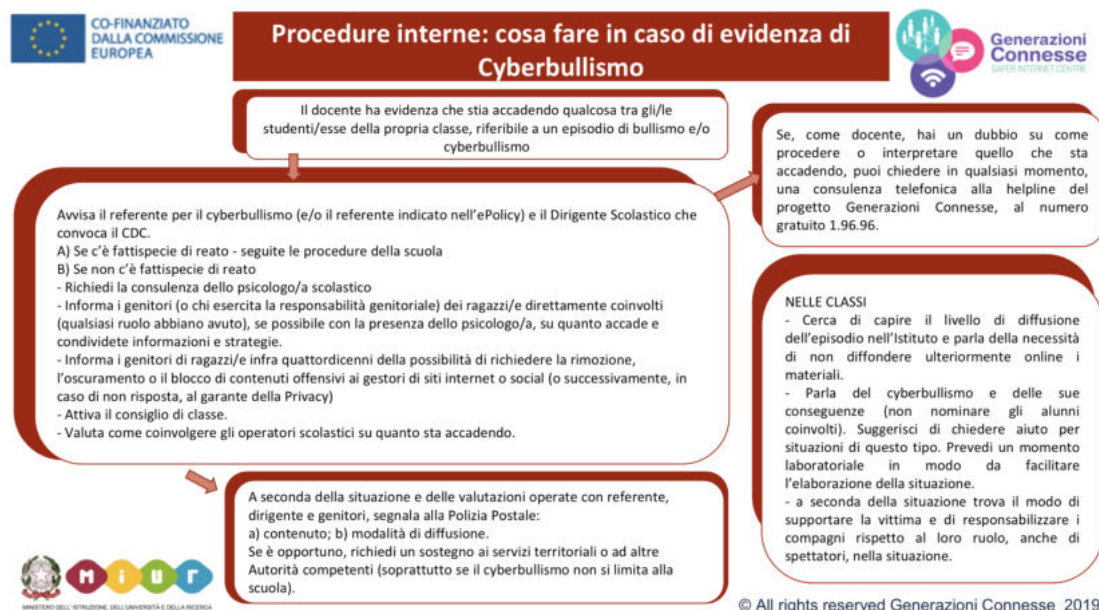 CO-FINANZIATO
DALLA COMMISSIONE
EUROPEA
Procedure interne: cosa fare in caso di evidenza di
Cyberbullismo
Generazioni
Connesse
SAFER INTERNET CENTRE
Il docente ha evidenza che stia accadendo qualcosa tra gli/le
studenti/esse della propria classe, riferibile a un episodio di bullismo e/o
cyberbullismo
Se, come docente, hai un dubbio su come
procedere o interpretare quello che sta
accadendo, puoi chiedere in qualsiasi momento,
una consulenza telefonica alla helpline del
progetto Generazioni Connesse, al numero
gratuito 1.96.96.
Avvisa il referente per il cyberbullismo (e/o il referente indicato nell'ePolicy) e il Dirigente Scolastico che
convoca il CDC.
A) Se c'è fattispecie di reato - seguite le procedure della scuola
B) Se non c'è fattispecie di reato
- Richiedi la consulenza dello psicologo/a scolastico
- Informa i genitori (o chi esercita la responsabilità genitoriale) dei ragazzi/e direttamente coinvolti
(qualsiasi ruolo abbiano avuto), se possibile con la presenza dello psicologo/a, su quanto accade e
condividete informazioni e strategie.
- Informa i genitori di ragazzi/e infra quattordicenni della possibilità di richiedere la rimozione,
l'oscuramento o il blocco di contenuti offensivi ai gestori di siti internet o social (o successivamente, in
caso di non risposta, al garante della Privacy)
- Attiva il consiglio di classe.
- Valuta come coinvolgere gli operatori scolastici su quanto sta accadendo.
NELLE CLASSI
- Cerca di capire il livello di diffusione
dell'episodio nell'Istituto e parla della necessità
di non diffondere ulteriormente online i
materiali.
- Parla del cyberbullismo e delle sue
conseguenze (non nominare gli alunni
coinvolti). Suggerisci di chiedere aiuto per
situazioni di questo tipo. Prevedi un momento
laboratoriale in modo da facilitare
l'elaborazione della situazione.
- a seconda della situazione trova il modo di
supportare la vittima e di responsabilizzare i
compagni rispetto al loro ruolo, anche di
spettatori, nella situazione.
A seconda della situazione e delle valutazioni operate con referente,
dirigente e genitori, segnala alla Polizia Postale:
a) contenuto; b) modalità di diffusione.
Se è opportuno, richiedi un sostegno ai servizi territoriali o ad altre
Autorità competenti (soprattutto se il cyberbullismo non si limita alla
scuola).
MIUR
MINISTERO DELL'ISTRUZIONE, DELL'UNIVERSITÀ E DELLA RICERCA
© All rights reserved Generazioni Connesse 2019